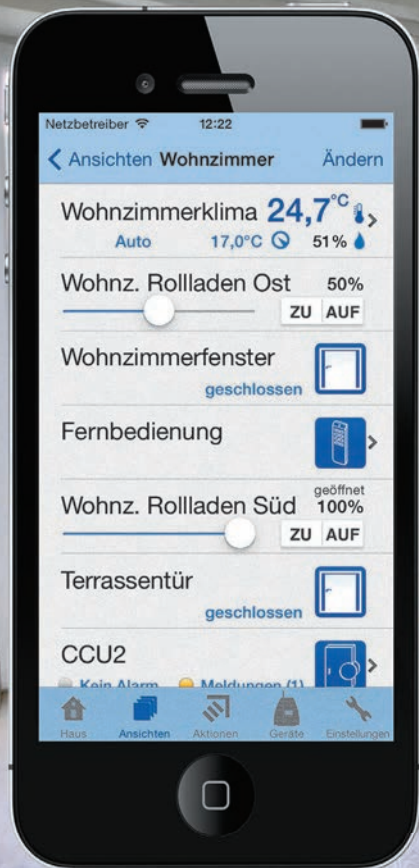 Netzbetreiber 12:22
Ansichten Wohnzimmer Ändern
Wohnzimmerklima 24,7°C
Auto 17,0°C 51%
Wohnz. Rollladen Ost 50%
ZU AUF
Wohnzimmerfenster
geschlossen
Fernbedienung
geöffnet
Wohnz. Rollladen Süd 100%
ZU AUF
Terrassentür
geschlossen
CCU2
Kein Alarm Meldungen (1)
Haus Ansichten Aktionen Geräte Einstellungen